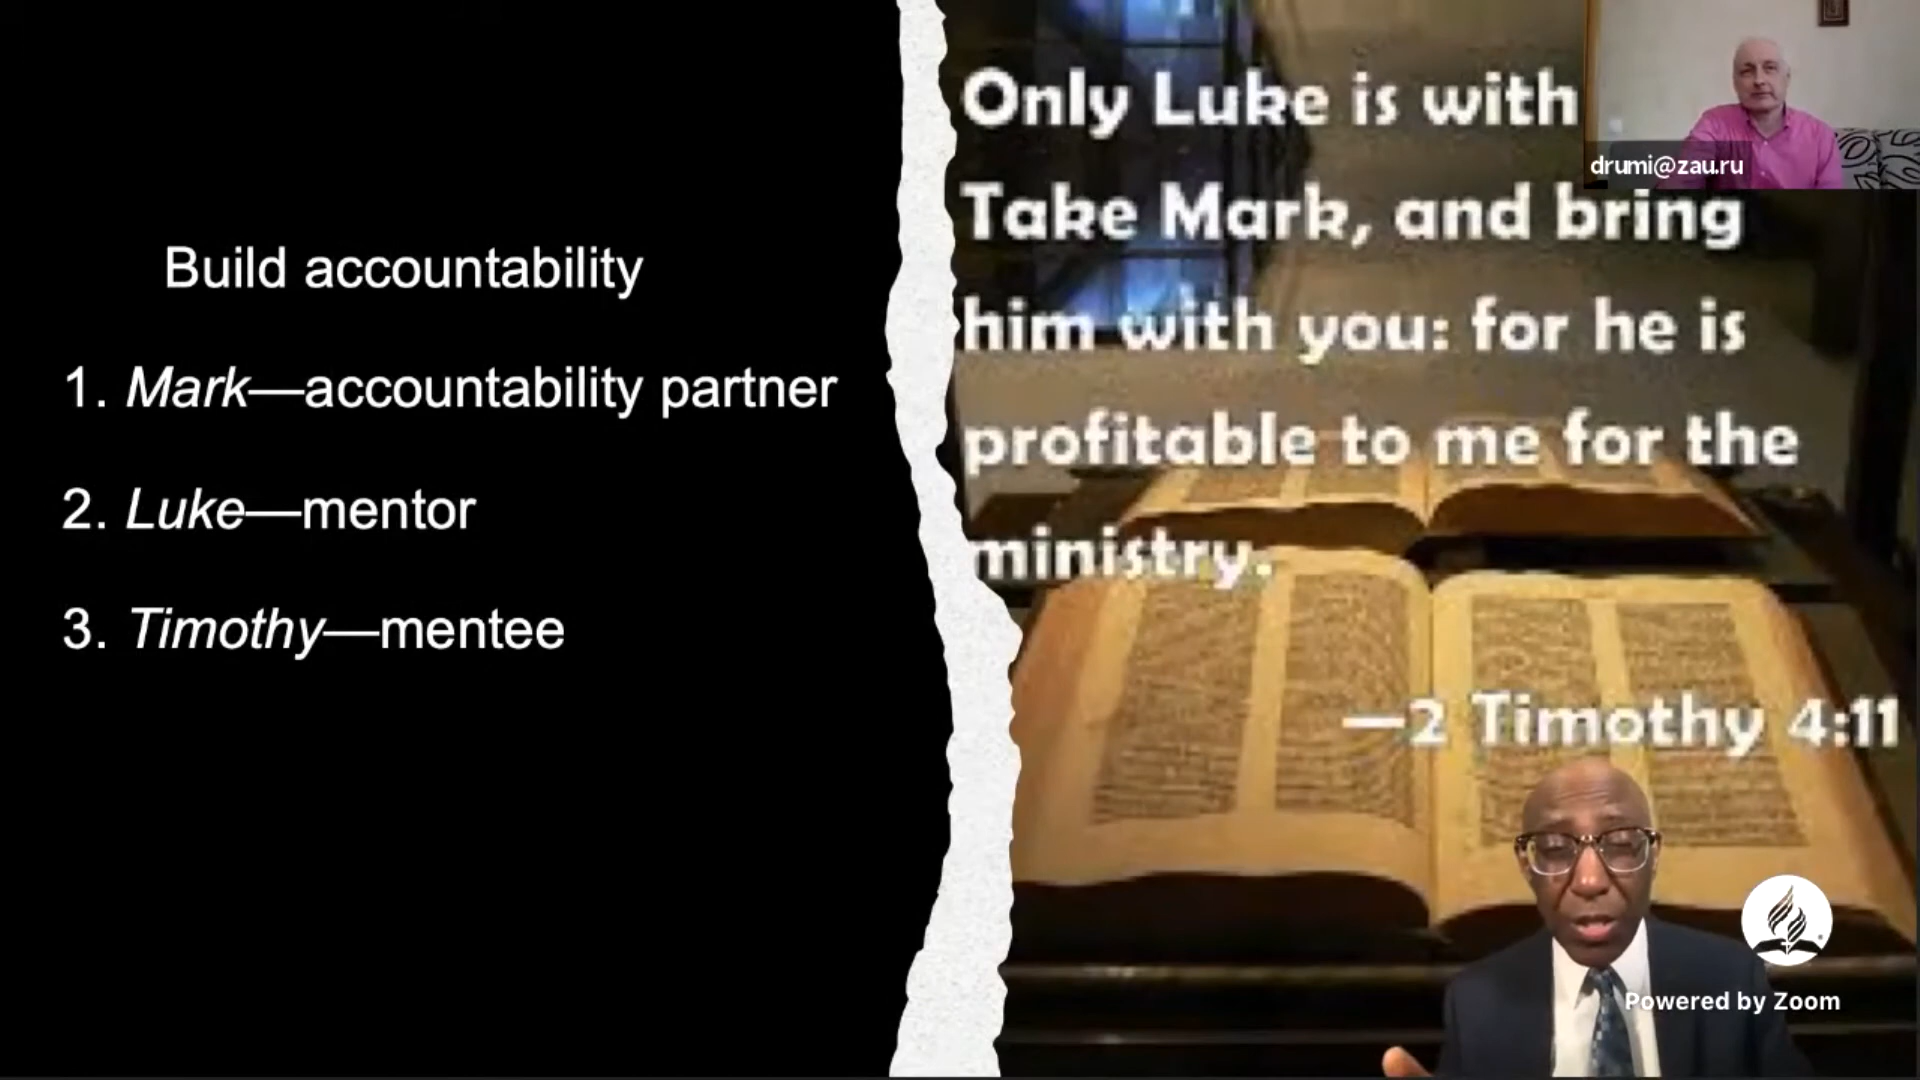 Build accountability
1. Mark—accountability partner
2. Luke—mentor
3. Timothy—mentee
Only Luke is with
Take Mark, and bring
him with you: for he is
profitable to me for the
ministry.
—2 Timothy 4:11
drumi@zau.ru
Powered by Zoom